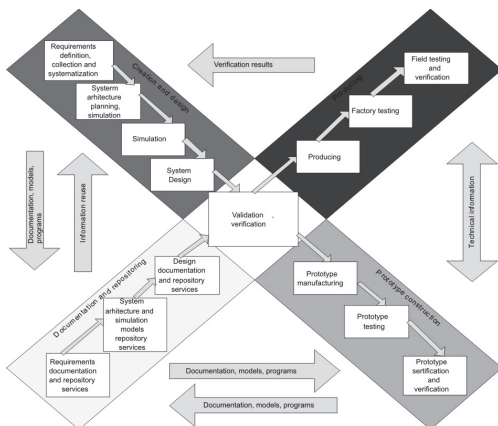 Requirements
definition,
collection and
systematization
Systerm
arhitecture
planning,
simulation
Simulation
System
Design
Creation and design
Verification results
Producing
Field testing
and
verification
Factory testing
Producing
Documentation, models,
programs
Information reuse
Validation
verification
Technical information
Documentation and repositoring
Design
documentation
and repository
services
System
arhitecture and
simulation
models
repository
services
Requirements
documentation
and repository
services
Prototype construction
Prototype
manufacturing
Prototype
testing
Prototype
sertification
and
verification
Documentation, models, programs
Documentation, models, programs